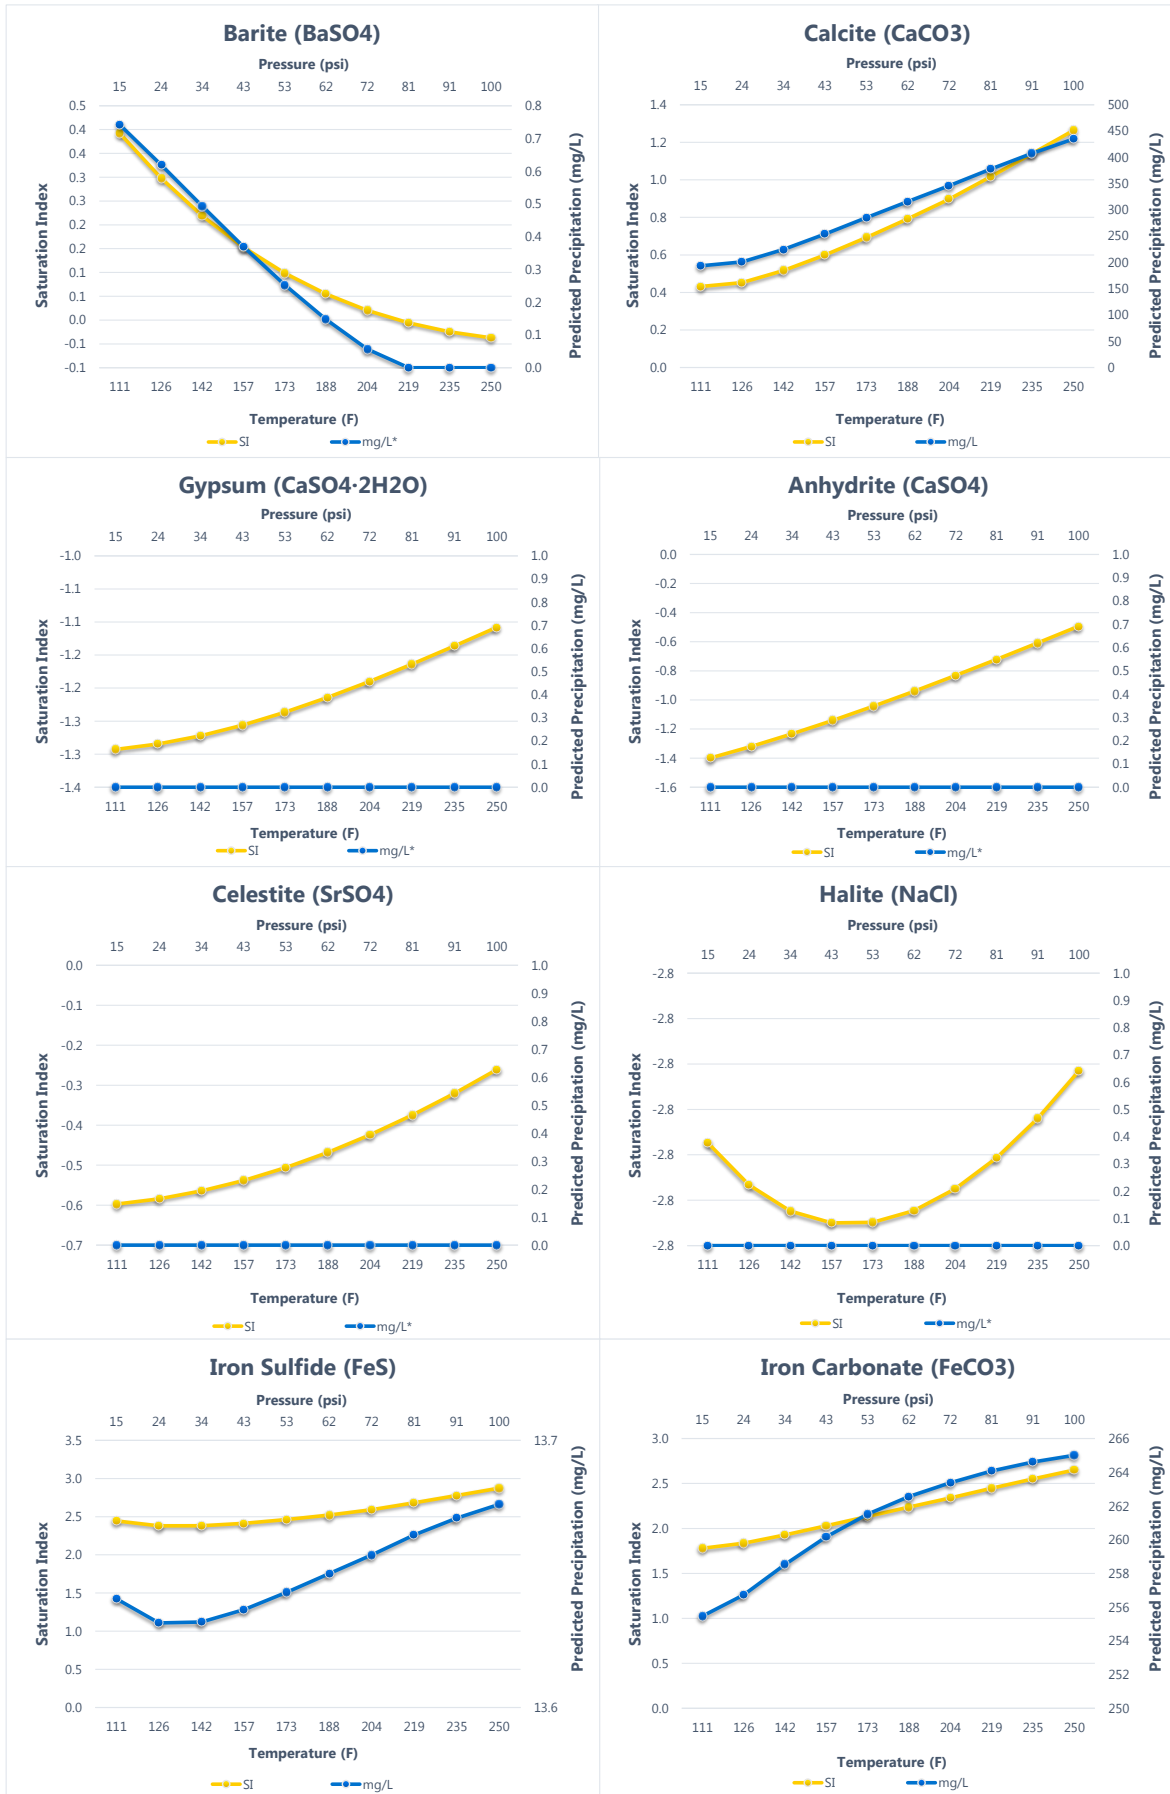 Barite (BaSO4)
Pressure (psi)
15 24 34 43 53 62 72 81 91 100
0.5 0.8
0.4 0.7
0.4 0.6
0.3 0.5
0.3 0.4
0.2 0.3
0.2 0.2
0.1 0.1
0.1 0.0
0.0
-0.1
-0.1
Saturation Index
Predicted Precipitation (mg/L)
111 126 142 157 173 188 204 219 235 250
Temperature (F)
SI mg/L*
Calcite (CaCO3)
Pressure (psi)
15 24 34 43 53 62 72 81 91 100
1.4 500
1.2 450
1.0 400
0.8 350
0.6 300
0.4 250
0.2 200
0.0 150
100
50
0
Saturation Index
Predicted Precipitation (mg/L)
111 126 142 157 173 188 204 219 235 250
Temperature (F)
SI mg/L
Gypsum (CaSO4·2H2O)
Pressure (psi)
15 24 34 43 53 62 72 81 91 100
-1.0 1.0
-1.1 0.9
-1.1 0.8
-1.2 0.7
-1.2 0.6
-1.3 0.5
-1.3 0.4
-1.4 0.3
0.2
0.1
0.0
Saturation Index
Predicted Precipitation (mg/L)
111 126 142 157 173 188 204 219 235 250
Temperature (F)
SI mg/L*
Anhydrite (CaSO4)
Pressure (psi)
15 24 34 43 53 62 72 81 91 100
0.0 1.0
-0.2 0.9
-0.4 0.8
-0.6 0.7
-0.8 0.6
-1.0 0.5
-1.2 0.4
-1.4 0.3
-1.6 0.2
0.1
0.0
Saturation Index
Predicted Precipitation (mg/L)
111 126 142 157 173 188 204 219 235 250
Temperature (F)
SI mg/L*
Celestite (SrSO4)
Pressure (psi)
15 24 34 43 53 62 72 81 91 100
0.0 1.0
-0.1 0.9
-0.2 0.8
-0.3 0.7
-0.4 0.6
-0.5 0.5
-0.6 0.4
-0.7 0.3
0.2
0.1
0.0
Saturation Index
Predicted Precipitation (mg/L)
111 126 142 157 173 188 204 219 235 250
Temperature (F)
SI mg/L*
Halite (NaCl)
Pressure (psi)
15 24 34 43 53 62 72 81 91 100
-2.8 1.0
-2.8 0.9
-2.8 0.8
-2.8 0.7
-2.8 0.6
-2.8 0.5
-2.8 0.4
0.3
0.2
0.1
0.0
Saturation Index
Predicted Precipitation (mg/L)
111 126 142 157 173 188 204 219 235 250
Temperature (F)
SI mg/L*
Iron Sulfide (FeS)
Pressure (psi)
15 24 34 43 53 62 72 81 91 100
3.5 13.7
3.0
2.5
2.0
1.5
1.0
0.5
0.0 13.6
Saturation Index
Predicted Precipitation (mg/L)
111 126 142 157 173 188 204 219 235 250
Temperature (F)
SI mg/L
Iron Carbonate (FeCO3)
Pressure (psi)
15 24 34 43 53 62 72 81 91 100
3.0 266
2.5 264
2.0 262
1.5 260
1.0 258
0.5 256
0.0 254
252
250
Saturation Index
Predicted Precipitation (mg/L)
111 126 142 157 173 188 204 219 235 250
Temperature (F)
SI mg/L